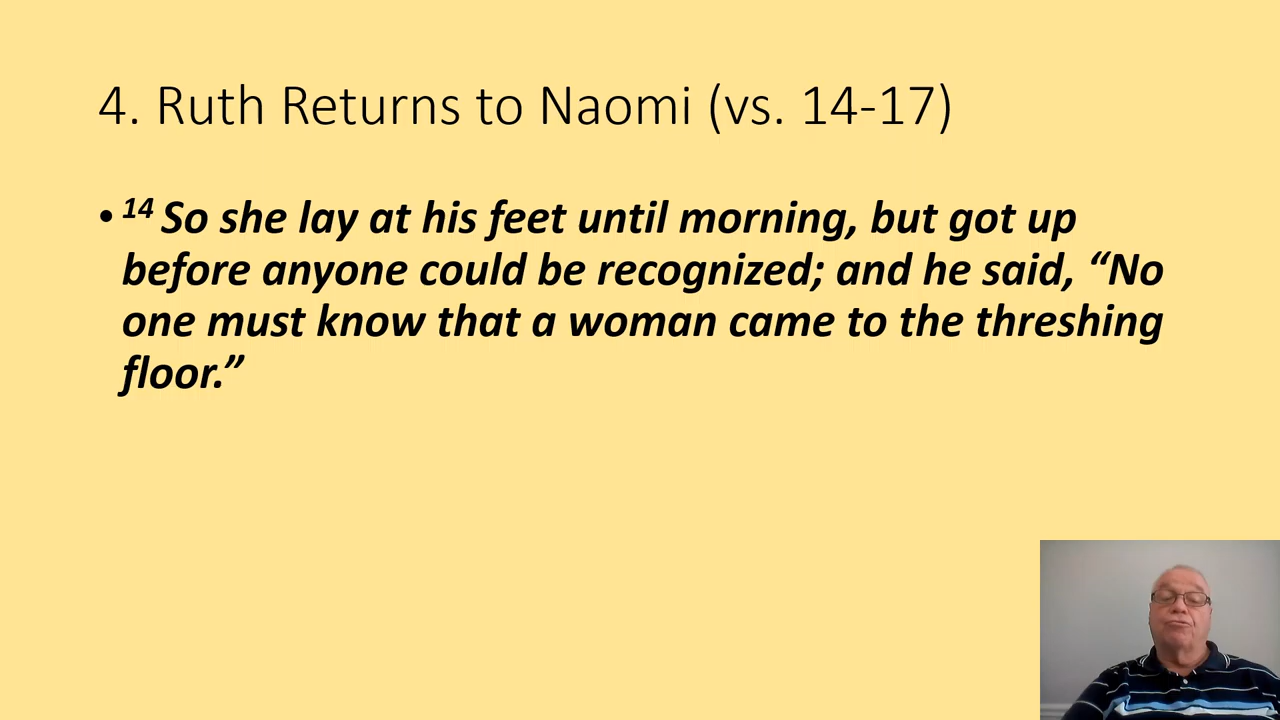 4. Ruth Returns to Naomi (vs. 14-17)
• 14 So she lay at his feet until morning, but got up
before anyone could be recognized; and he said, “No
one must know that a woman came to the threshing
floor.”